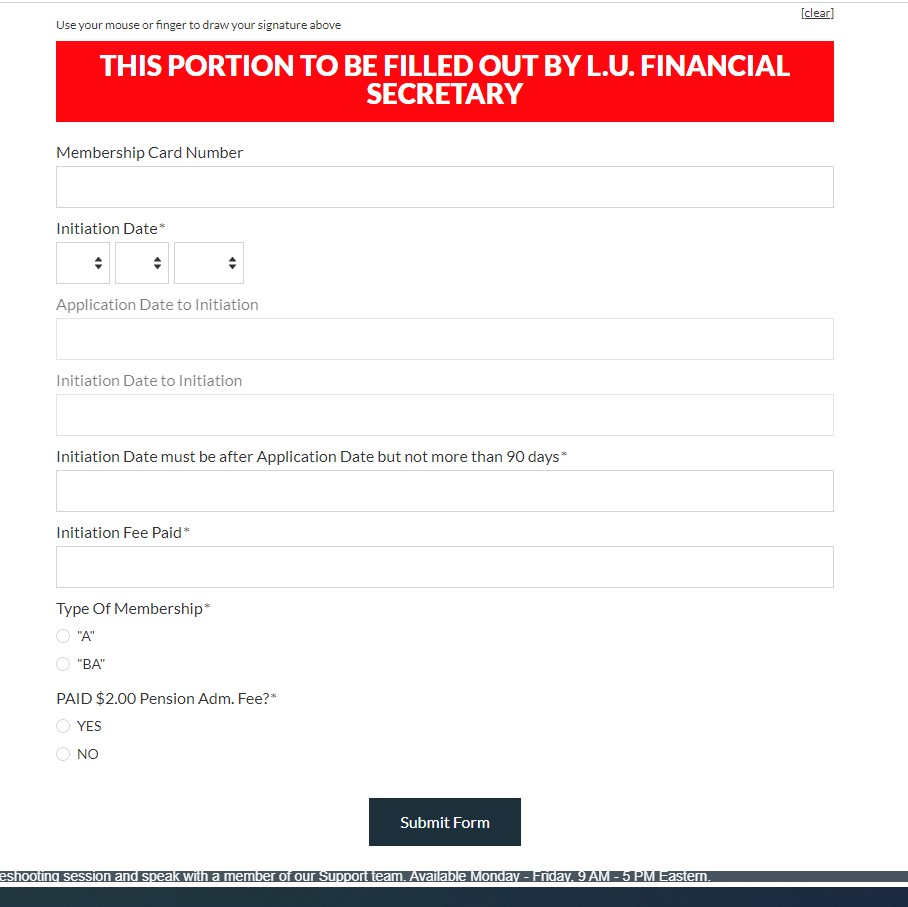 [clear]
Use your mouse or finger to draw your signature above
THIS PORTION TO BE FILLED OUT BY L.U. FINANCIAL
SECRETARY
Membership Card Number
Initiation Date*
Application Date to Initiation
Initiation Date to Initiation
Initiation Date must be after Application Date but not more than 90 days*
Initiation Fee Paid*
Type Of Membership*
"A"
"BA"
PAID $2.00 Pension Adm. Fee?*
YES
NO
Submit Form
eshooting session and speak with a member of our Support team. Available Monday - Friday, 9 AM - 5 PM Eastern.